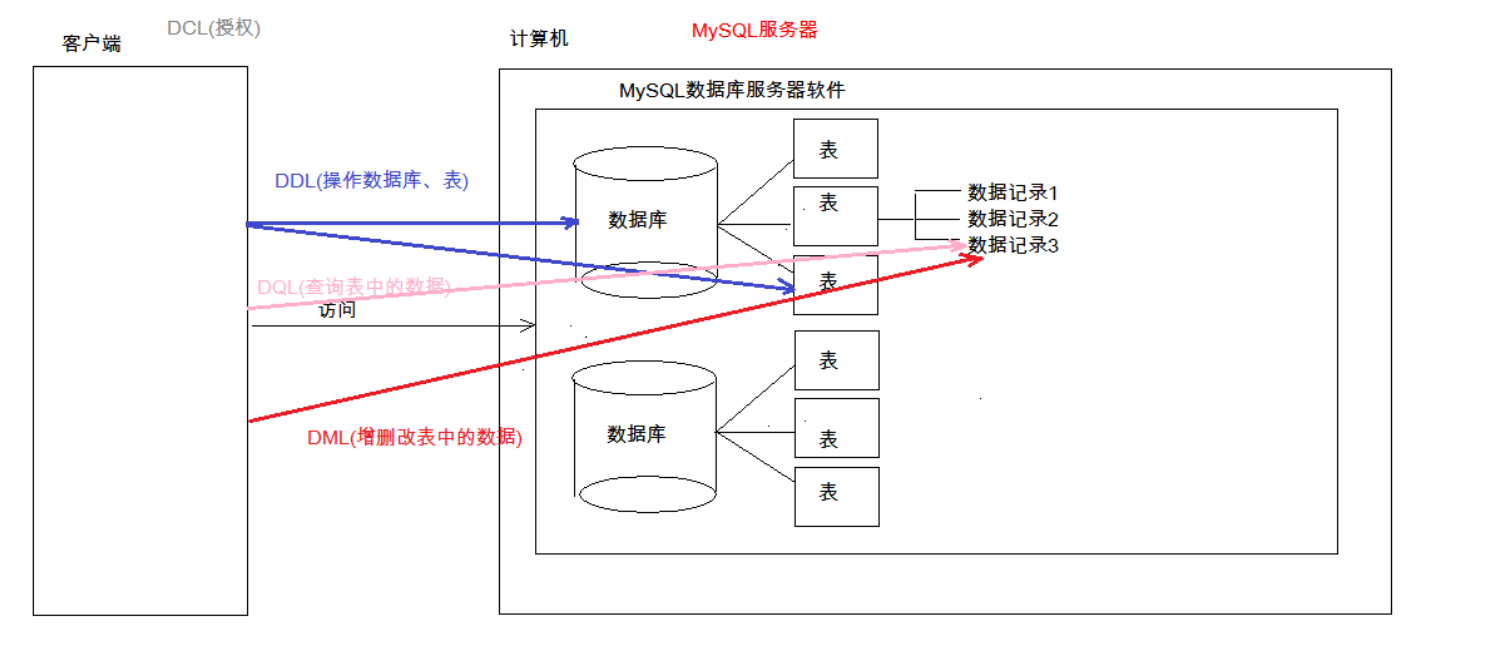 DCL(授权)
客户端
计算机
MySQL服务器
MySQL数据库服务器软件
DDL(操作数据库、表)
数据库
表
表
表
数据记录1
数据记录2
数据记录3
DQL(查询表中的数据)
访问
DML(增删改表中的数据)
数据库
表
表
表